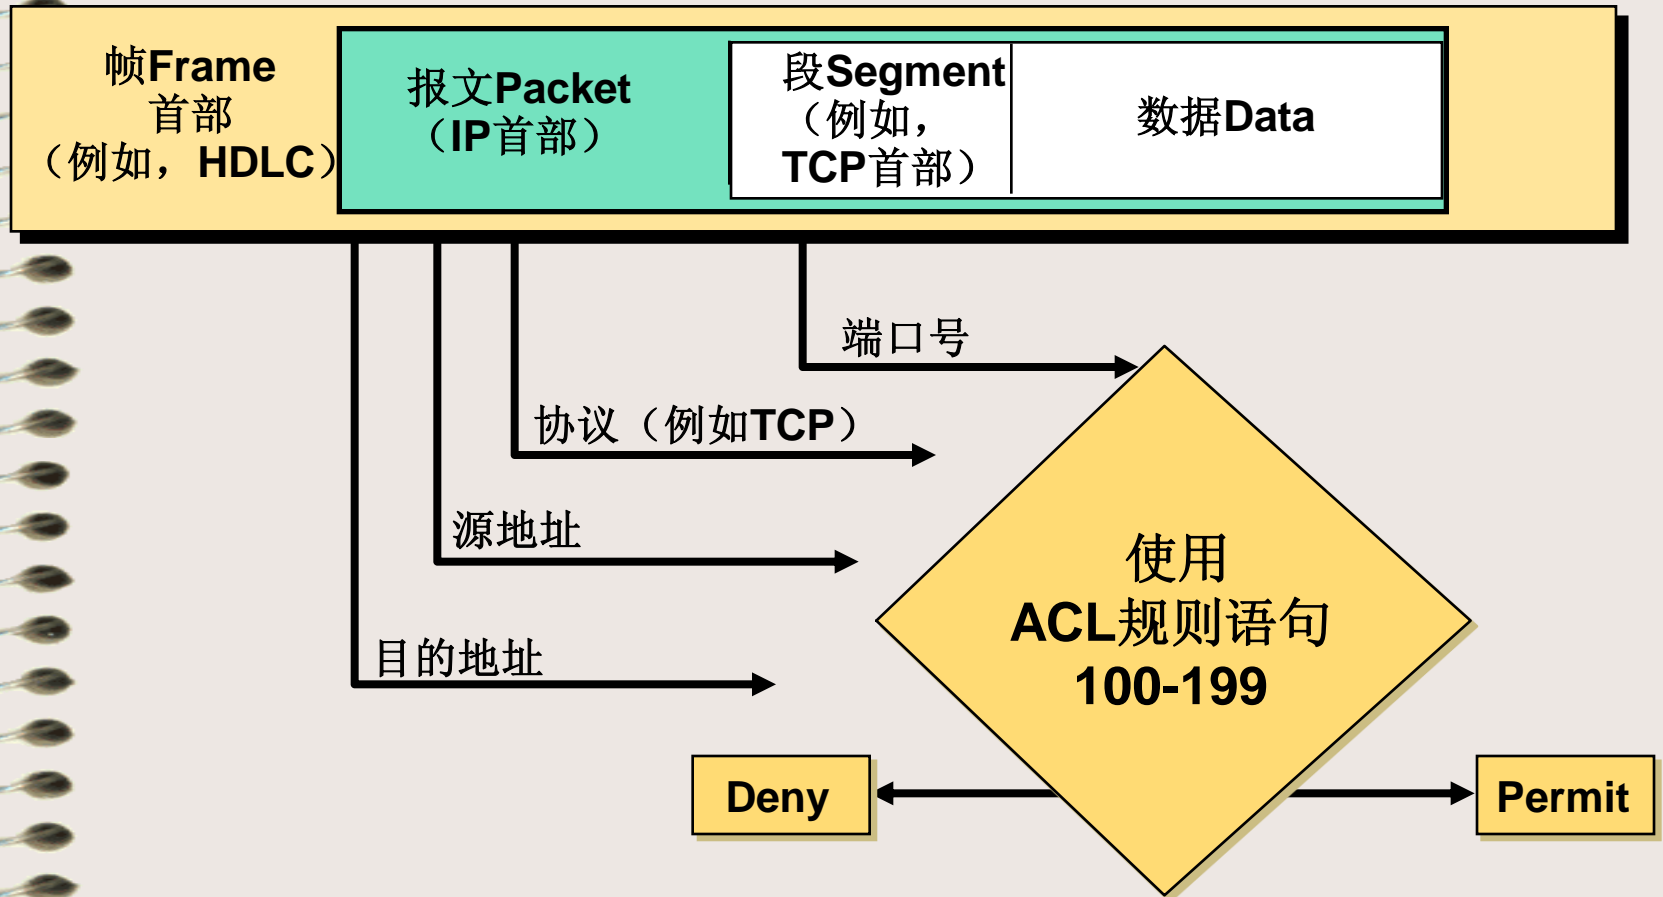 帧Frame
首部
（例如，HDLC）
报文Packet
（IP首部）
段Segment
（例如，
TCP首部）
数据Data
端口号
协议（例如TCP）
源地址
目的地址
使用
ACL规则语句
100-199
Deny
Permit